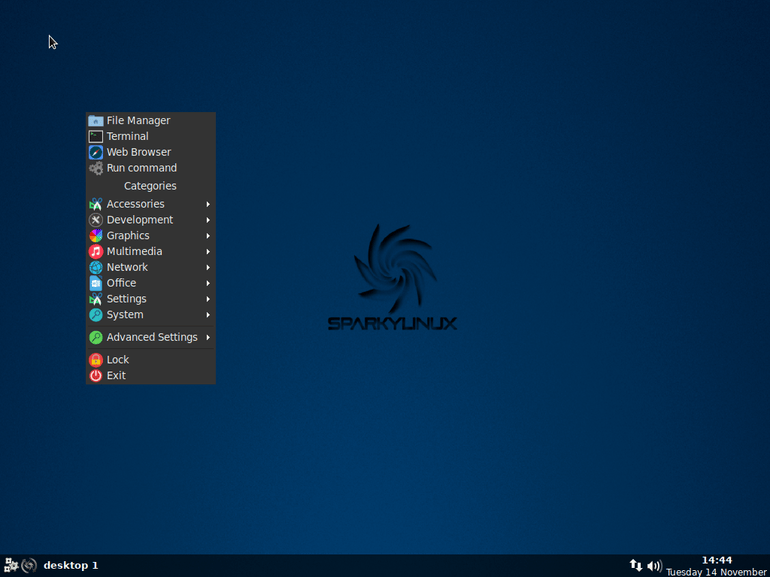 File Manager
Terminal
Web Browser
Run command
Categories
Accessories
Development
Graphics
Multimedia
Network
Office
Settings
System
Advanced Settings
Lock
Exit
SPARKYLINUX
desktop 1
14:44
Tuesday 14 November